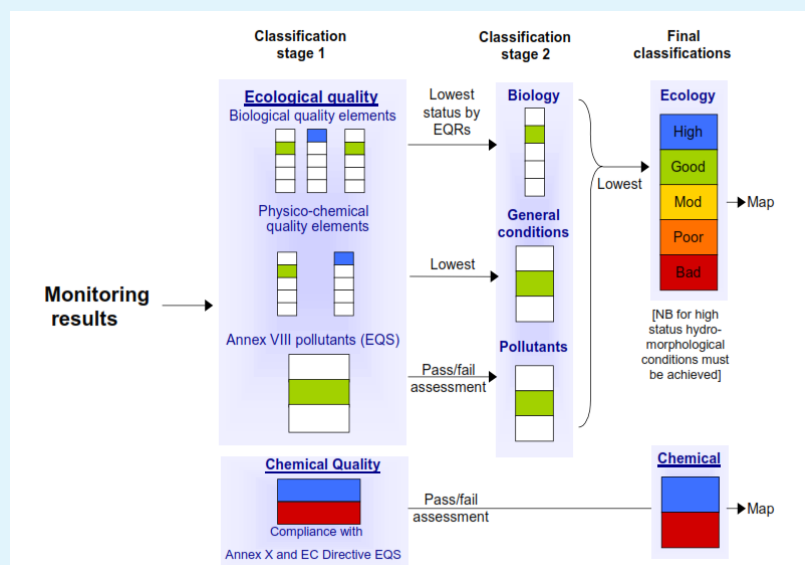 Classification
stage 1
Classification
stage 2
Final
classifications
Monitoring
results
Ecological quality
Biological quality elements
Physico-chemical
quality elements
Annex VIII pollutants (EQS)
Lowest
status by
EQRs
Lowest
Pass/fail
assessment
Biology
General
conditions
Pollutants
Lowest
Ecology
High
Good
Mod
Poor
Bad
Map
[NB for high
status hydro-
morphological
conditions must
be achieved]
Chemical Quality
Compliance with
Annex X and EC Directive EQS
Pass/fail
assessment
Chemical
Map